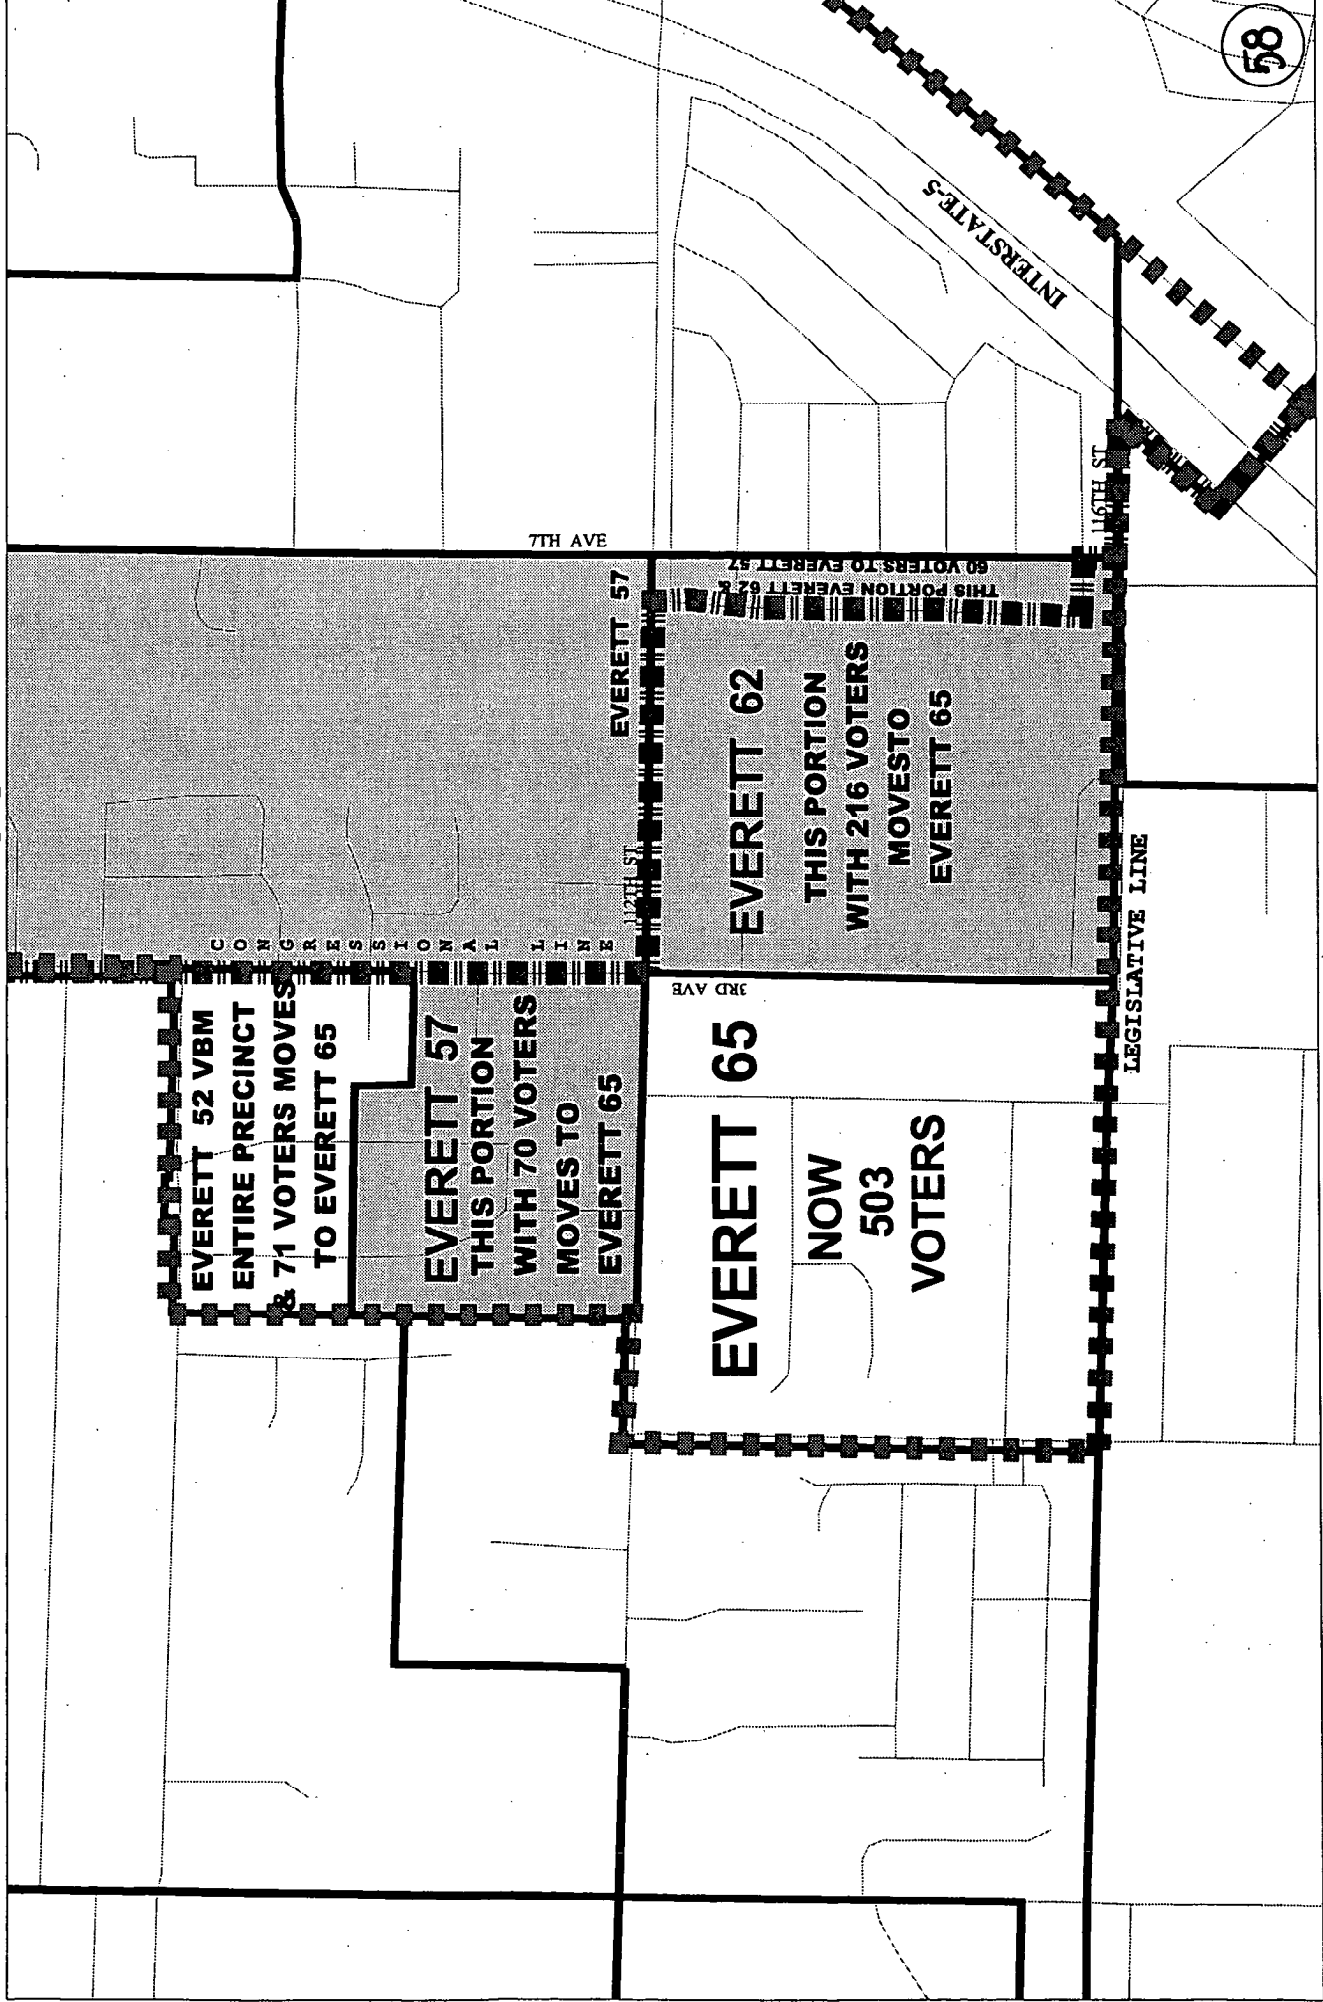 58
INTERSTATE-5
7TH AVE
116TH ST
THIS PORTION EVERETT 62 &
60 VOTERS TO EVERETT 57
EVERETT 57
112TH ST
CONGRESSIONAL LINE
EVERETT 62
THIS PORTION
WITH 216 VOTERS
MOVESTO
EVERETT 65
EVERETT 52 VBM
ENTIRE PRECINCT
& 71 VOTERS MOVES
TO EVERETT 65
EVERETT 57
THIS PORTION
WITH 70 VOTERS
MOVES TO
EVERETT 65
3RD AVE
LEGISLATIVE LINE
EVERETT 65
NOW
503
VOTERS